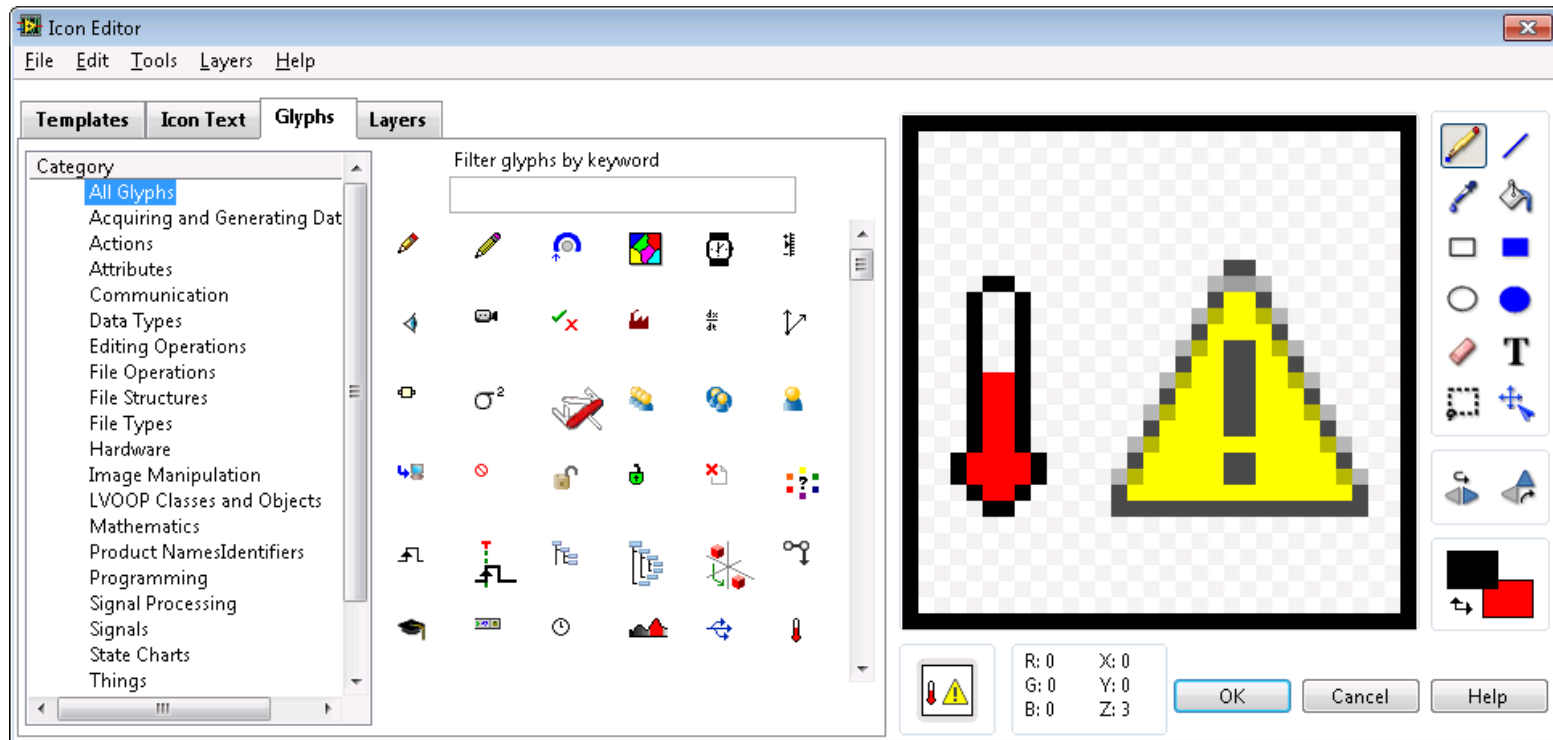 Icon Editor
File Edit Tools Layers Help
Templates Icon Text Glyphs Layers
Category
All Glyphs
Acquiring and Generating Dat
Actions
Attributes
Communication
Data Types
Editing Operations
File Operations
File Structures
File Types
Hardware
Image Manipulation
LVOOP Classes and Objects
Mathematics
Product NamesIdentifiers
Programming
Signal Processing
Signals
State Charts
Things
Filter glyphs by keyword
dx
dt
σ²
?
T
R: 0 X: 0
G: 0 Y: 0
B: 0 Z: 3
OK Cancel Help